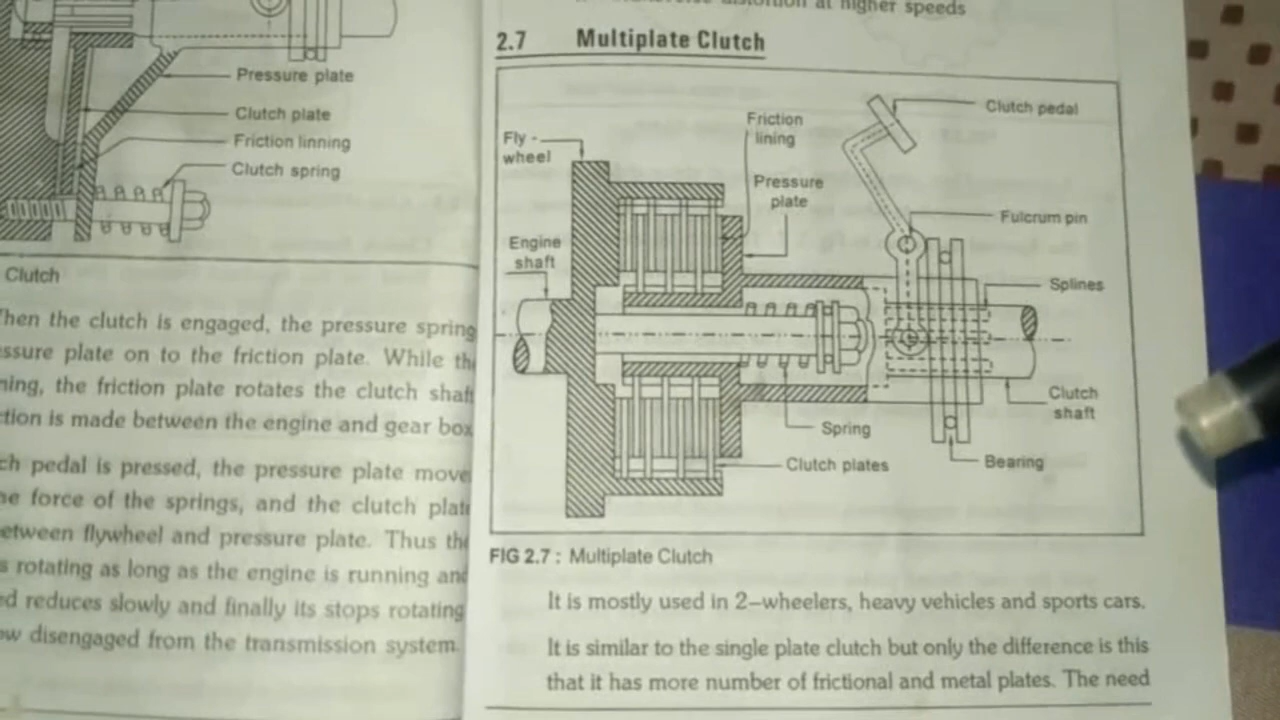 Pressure plate
Clutch plate
Friction linning
Clutch spring
Clutch
hen the clutch is engaged, the pressure spring
ssure plate on to the friction plate. While th
ning, the friction plate rotates the clutch shaft
ction is made between the engine and gear box
ch pedal is pressed, the pressure plate move
he force of the springs, and the clutch plat
etween flywheel and pressure plate. Thus the
s rotating as long as the engine is running and
ed reduces slowly and finally its stops rotating
ow disengaged from the transmission system.
at higher speeds
2.7 Multiplate Clutch
Clutch pedal
Friction
lining
Fly -
wheel
Pressure
plate
Fulcrum pin
Engine
shaft
Splines
Clutch
shaft
Spring
Clutch plates
Bearing
FIG 2.7 : Multiplate Clutch
It is mostly used in 2–wheelers, heavy vehicles and sports cars.
It is similar to the single plate clutch but only the difference is this
that it has more number of frictional and metal plates. The need